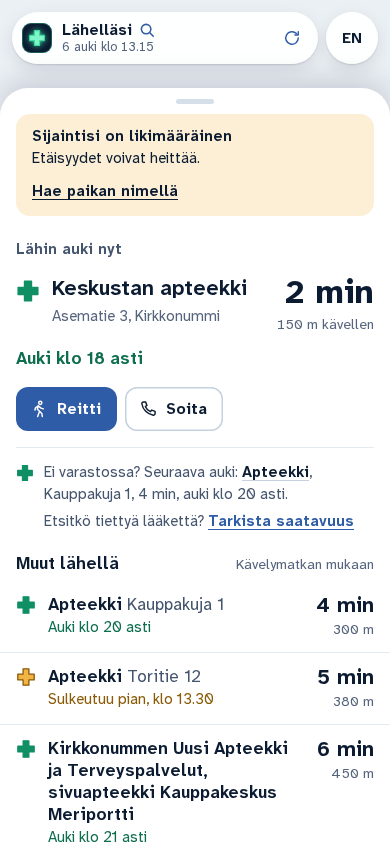 Lähelläsi
6 auki klo 13.15
EN
Sijaintisi on likimääräinen
Etäisyydet voivat heittää.
Hae paikan nimellä
Lähin auki nyt
Keskustan apteekki
2 min
Asematie 3, Kirkkonummi
150 m kävellen
Auki klo 18 asti
Reitti
Soita
Ei varastossa? Seuraava auki: Apteekki,
Kauppakuja 1, 4 min, auki klo 20 asti.
Etsitkö tiettyä lääkettä? Tarkista saatavuus
Muut lähellä
Kävelymatkan mukaan
Apteekki Kauppakuja 1
4 min
Auki klo 20 asti
300 m
Apteekki Toritie 12
5 min
Sulkeutuu pian, klo 13.30
380 m
Kirkkonummen Uusi Apteekki
6 min
ja Terveyspalvelut,
450 m
sivuapteekki Kauppakeskus
Meriportti
Auki klo 21 asti